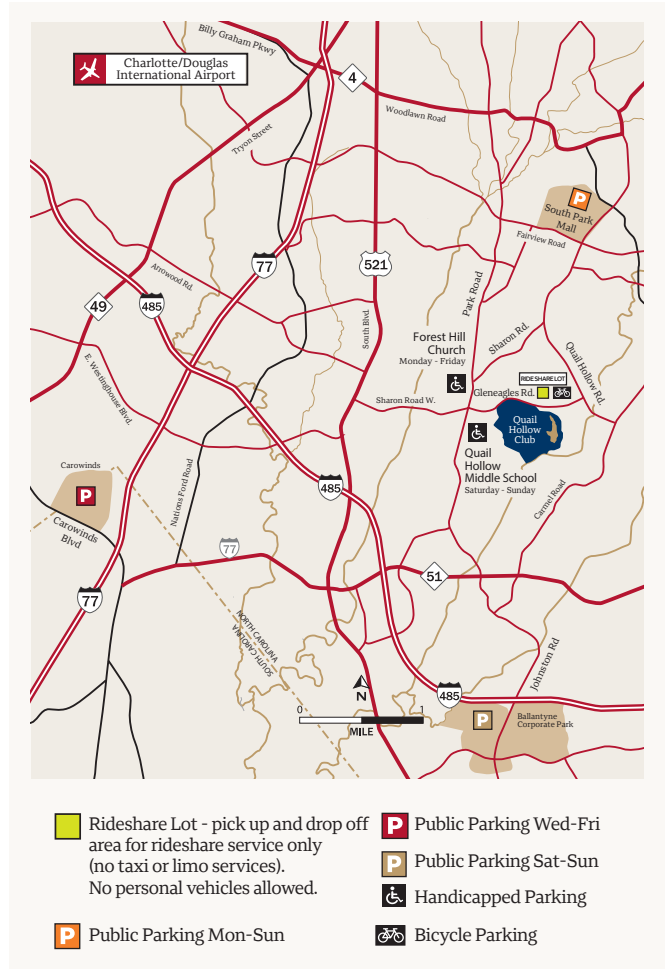 Billy Graham Pkwy
Charlotte/Douglas
International Airport
4
Woodlawn Road
Tryon Street
P
South Park
Mall
Fairview Road
77
521
Arrowood Rd.
485
49
Park Road
South Blvd.
Forest Hill
Church
Monday - Friday
Sharon Rd.
Quail Hollow Rd.
E. Westinghouse Blvd.
RIDESHARE LOT
Gleneagles Rd.
Sharon Road W.
Quail
Hollow
Club
Quail
Hollow
Middle School
Saturday - Sunday
Carowinds
P
Carowinds
Blvd
Nations Ford Road
485
Carmel Road
77
51
77
NORTH CAROLINA
SOUTH CAROLINA
Johnston Rd
N
485
0
1
MILE
P
Ballantyne
Corporate Park
Rideshare Lot - pick up and drop off
area for rideshare service only
(no taxi or limo services).
No personal vehicles allowed.
P Public Parking Mon-Sun
P Public Parking Wed-Fri
P Public Parking Sat-Sun
Handicapped Parking
Bicycle Parking